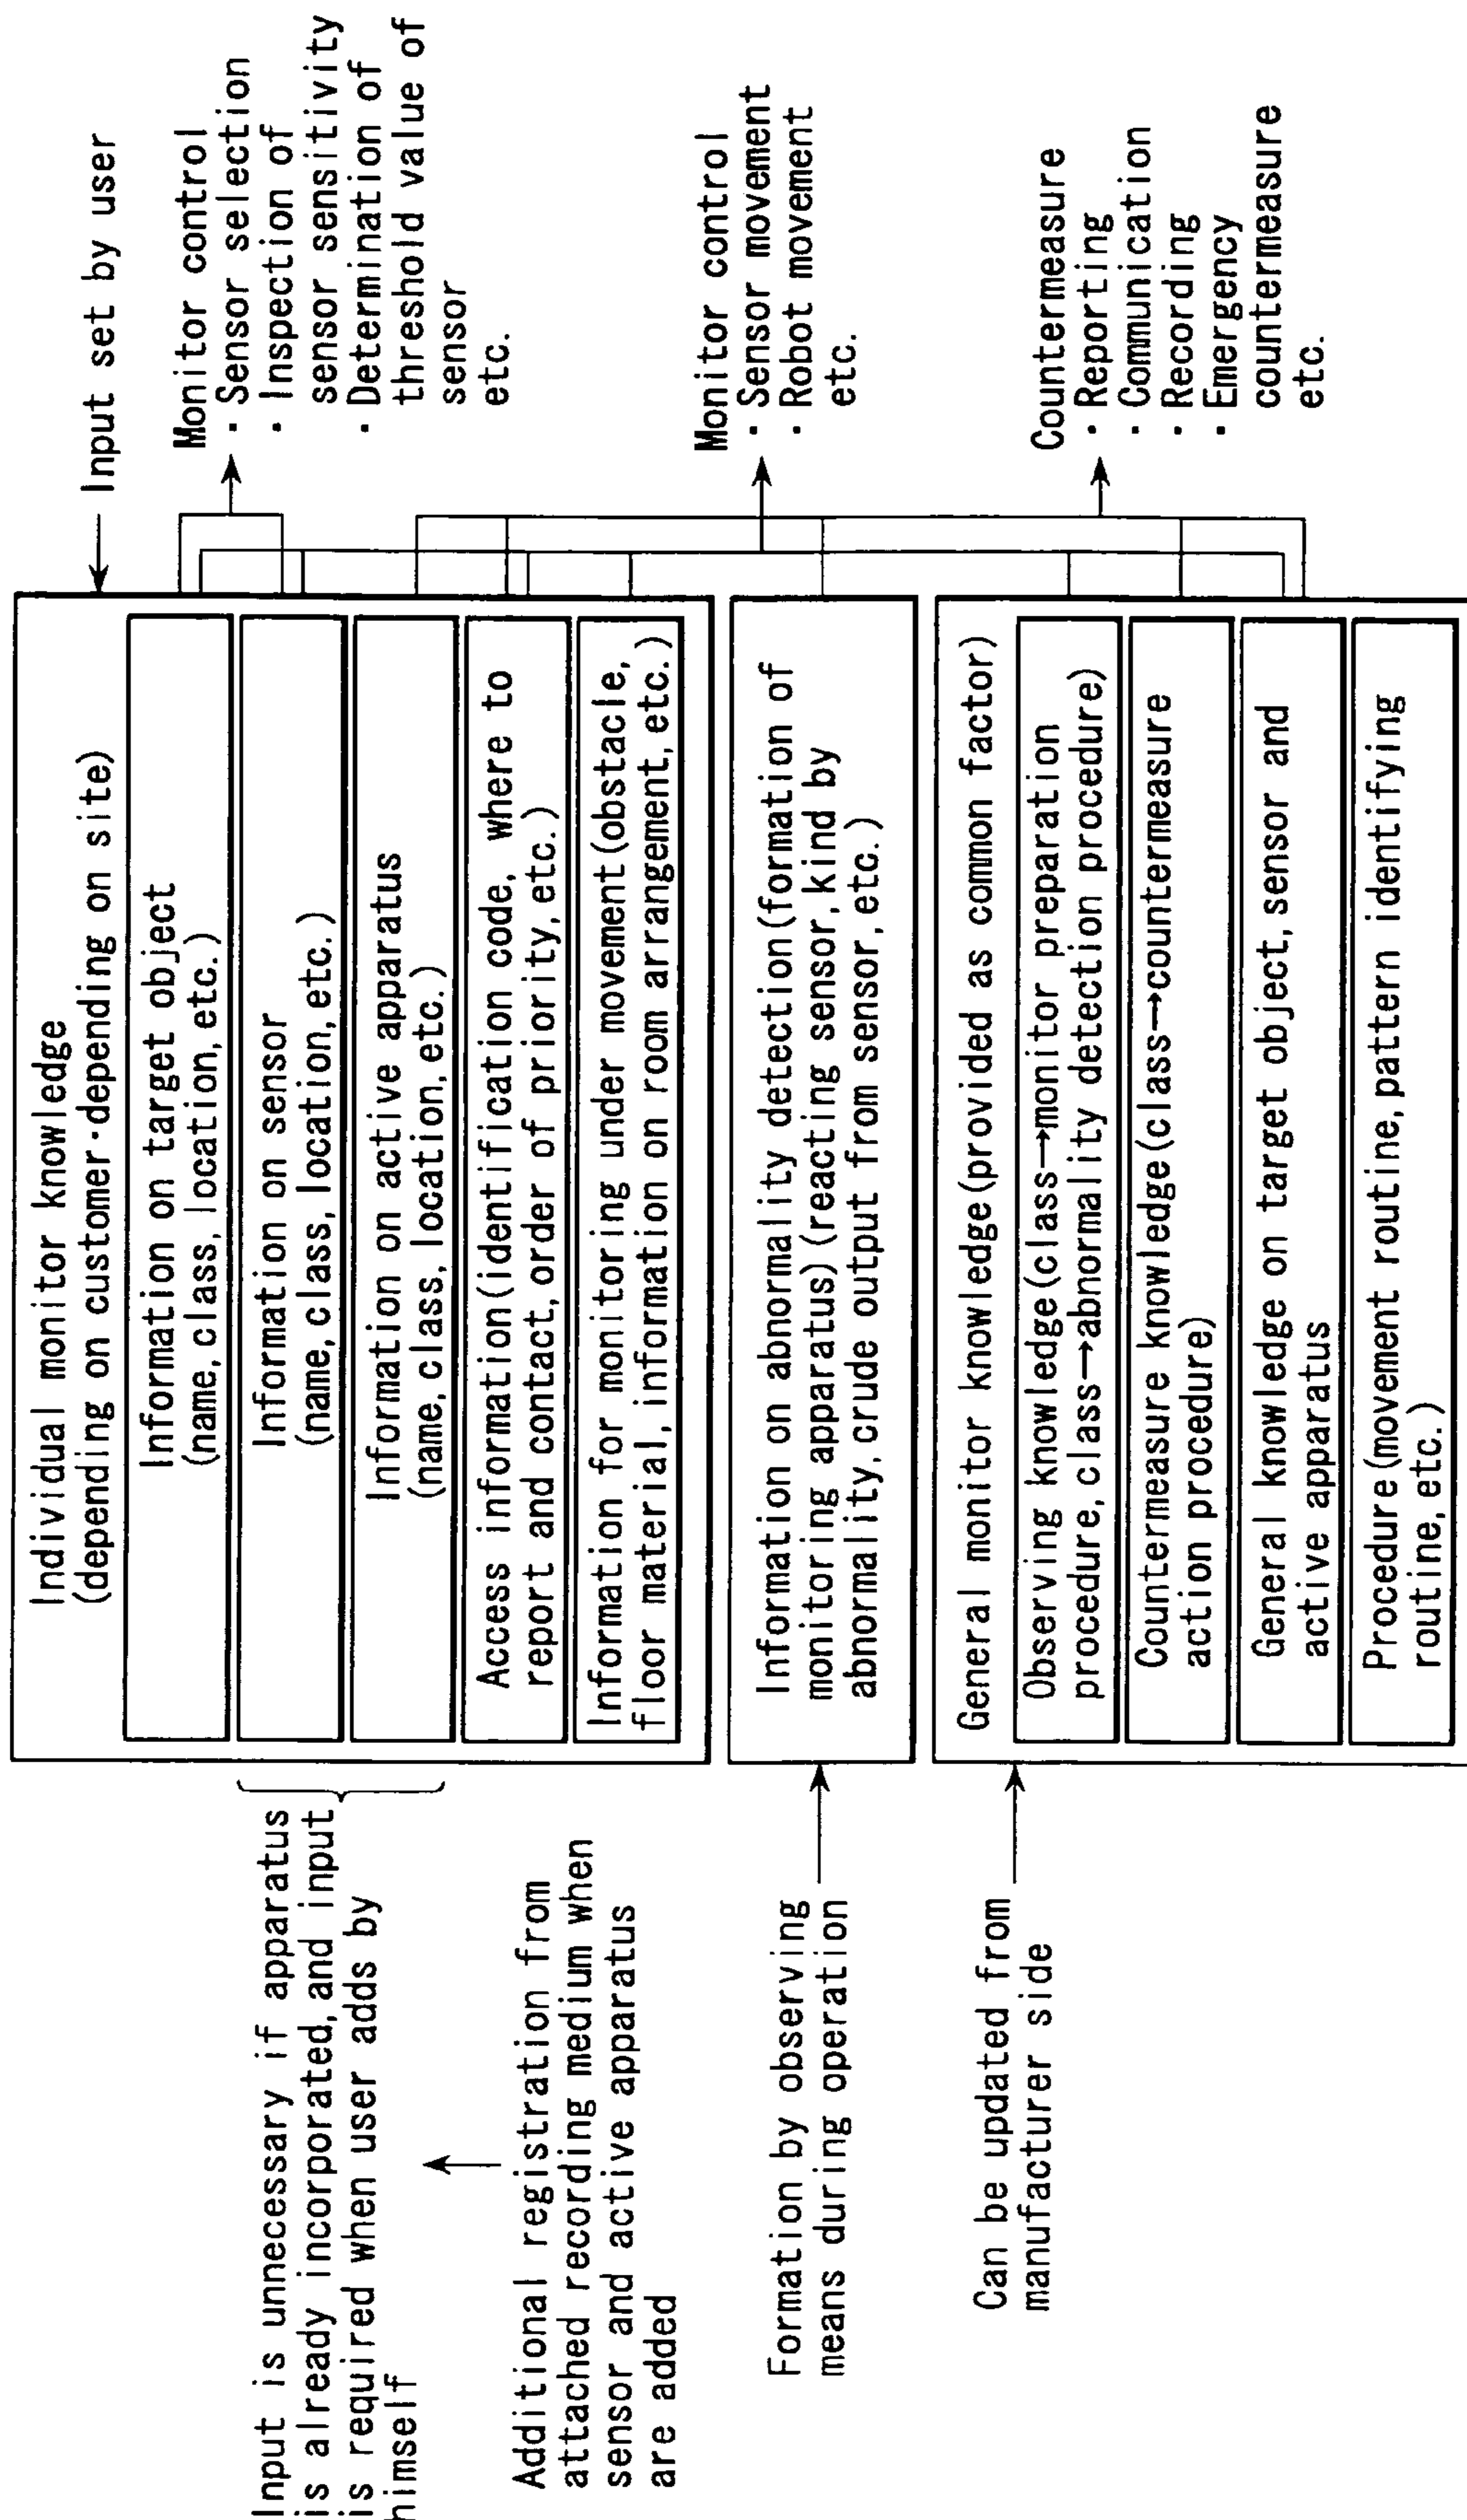 Input is unnecessary if apparatus
is already incorporated,and input
is required when user adds by
himself
Additional registration from
attached recording medium when
sensor and active apparatus
are added
Formation by observing
means during operation
Can be updated from
manufacturer side
Individual monitor knowledge
(depending on customer·depending on site)
Information on target object
(name,class,location,etc.)
Information on sensor
(name,class,location,etc.)
Information on active apparatus
(name,class,location,etc.)
Access information(identification code, where to
report and contact,order of priority,etc.)
Information for monitoring under movement(obstacle,
floor material,information on room arrangement,etc.)
Information on abnormality detection(formation of
monitoring apparatus)(reacting sensor,kind by
abnormality,crude output from sensor,etc.)
General monitor knowledge(provided as common factor)
Observing knowledge(class→monitor preparation
procedure,class→abnormality detection procedure)
Countermeasure knowledge(class→countermeasure
action procedure)
General knowledge on target object,sensor and
active apparatus
Procedure(movement routine,pattern identifying
routine,etc.)
Input set by user
Monitor control
· Sensor selection
· Inspection of
sensor sensitivity
· Determination of
threshold value of
sensor
etc.
Monitor control
· Sensor movement
· Robot movement
etc.
Countermeasure
· Reporting
· Communication
· Recording
· Emergency
countermeasure
etc.